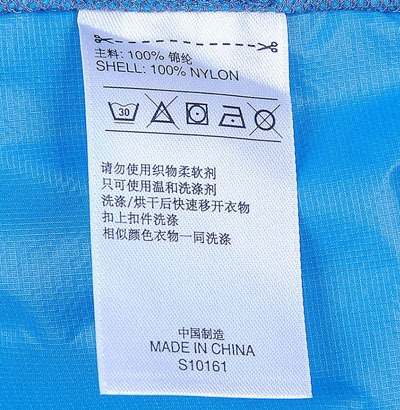 主料: 100% 锦纶
SHELL: 100% NYLON
30
请勿使用织物柔软剂
只可使用温和洗涤剂
洗涤/烘干后快速移开衣物
扣上扣件洗涤
相似颜色衣物一同洗涤
中国制造
MADE IN CHINA
S10161